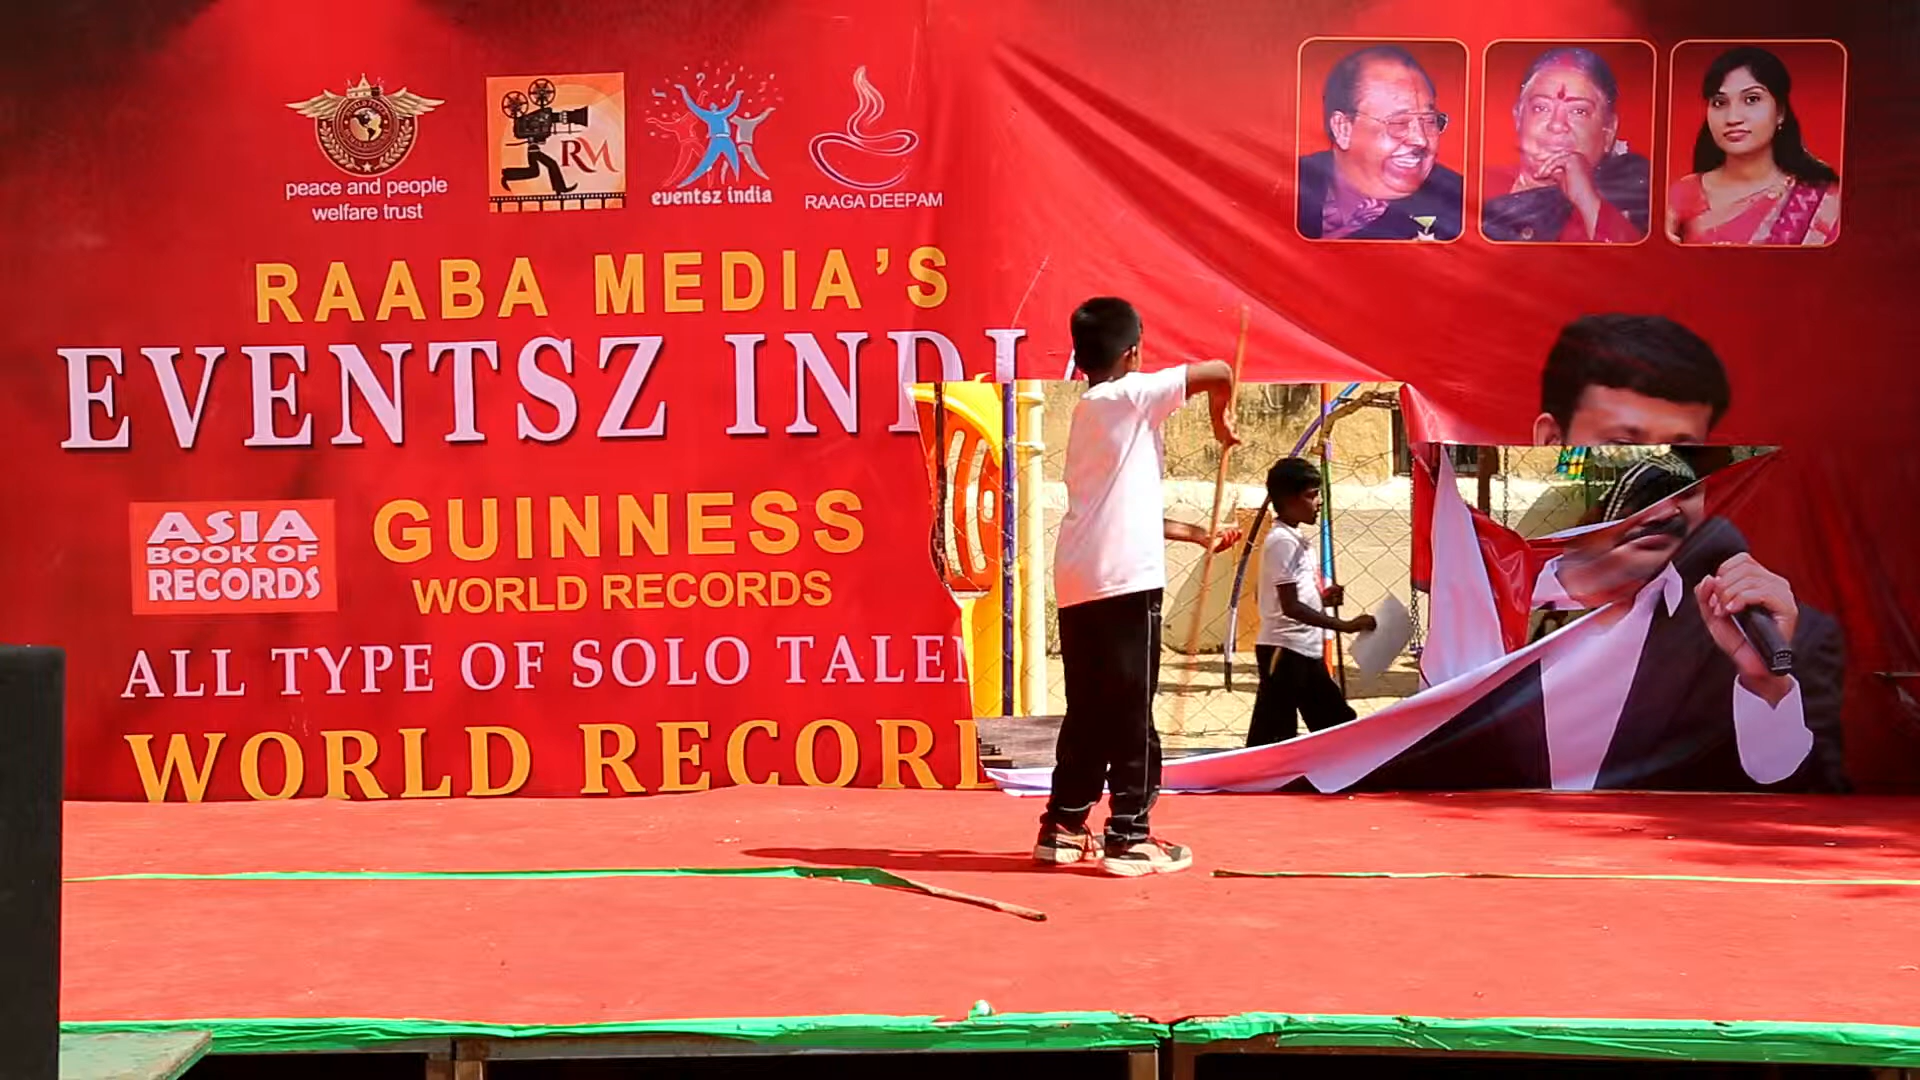 peace and people
welfare trust
RM
eventsz india
RAAGA DEEPAM
RAABA MEDIA'S
EVENTSZ INDI
ASIA
BOOK OF
RECORDS
GUINNESS
WORLD RECORDS
ALL TYPE OF SOLO TALEN
WORLD RECOR